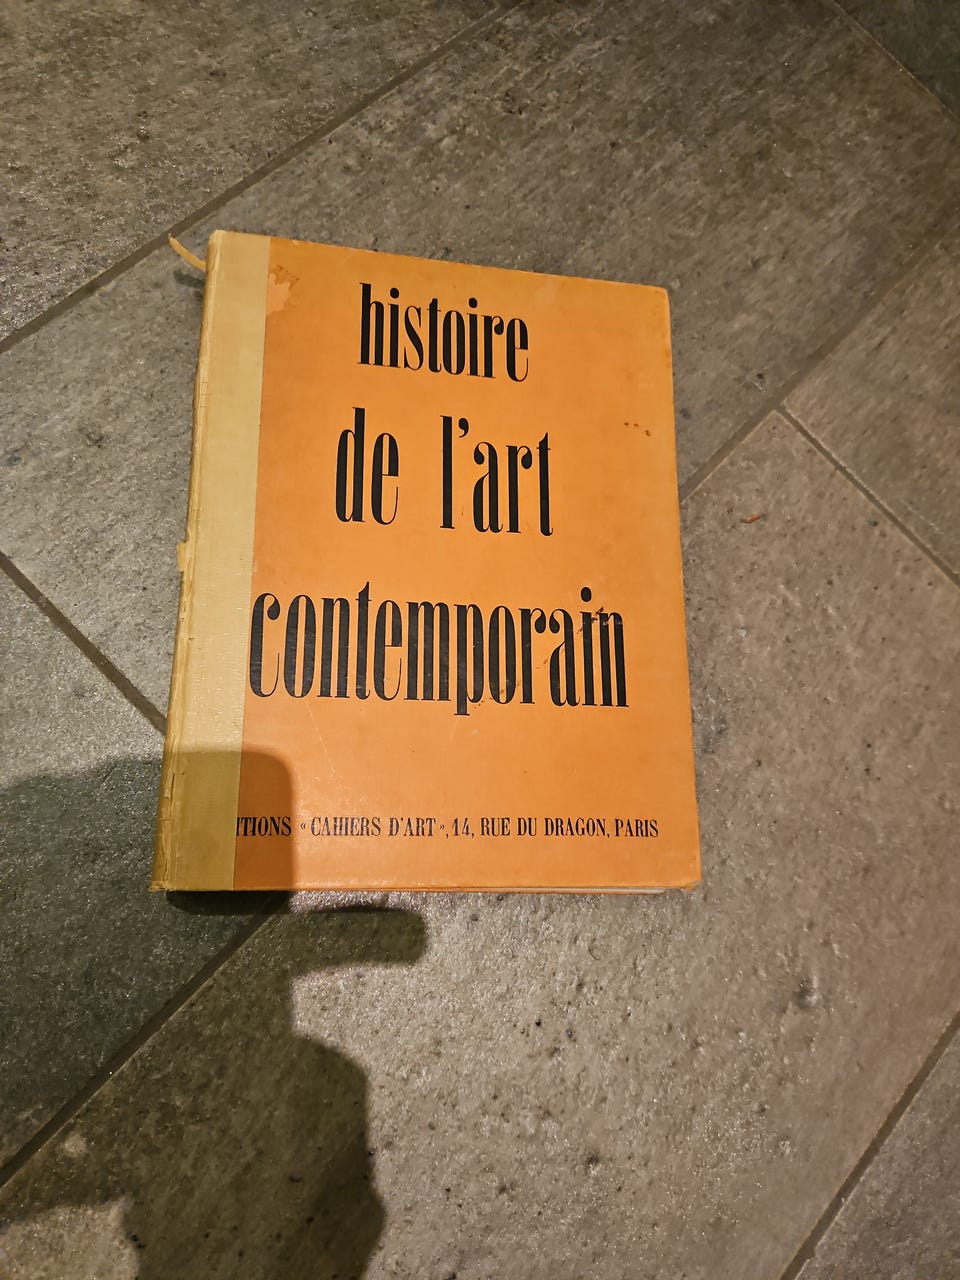 histoire
de l'art
contemporain
ITIONS « CAHIERS D'ART », 14, RUE DU DRAGON, PARIS